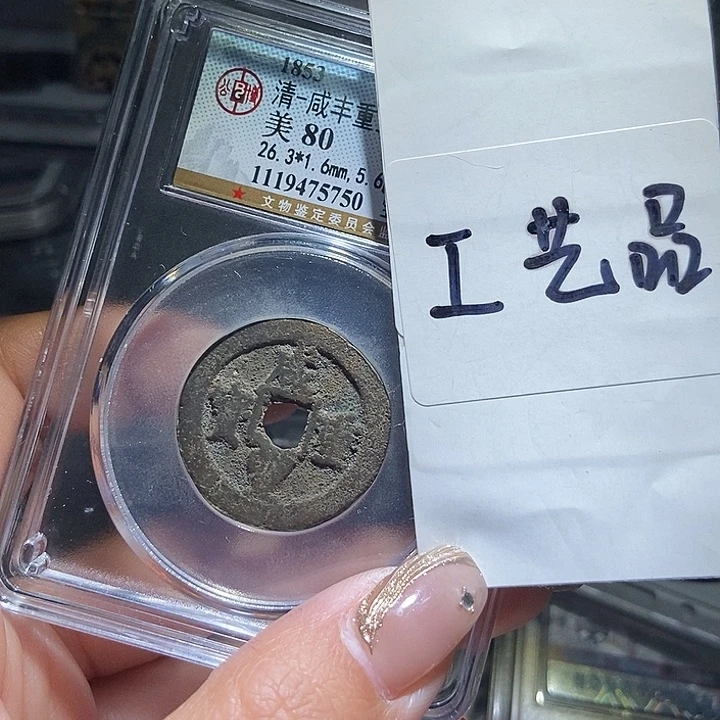 1853
清-咸丰重
美 80
26.3*1.6mm, 5.6
1119475750
文物鉴定委员会
工艺品